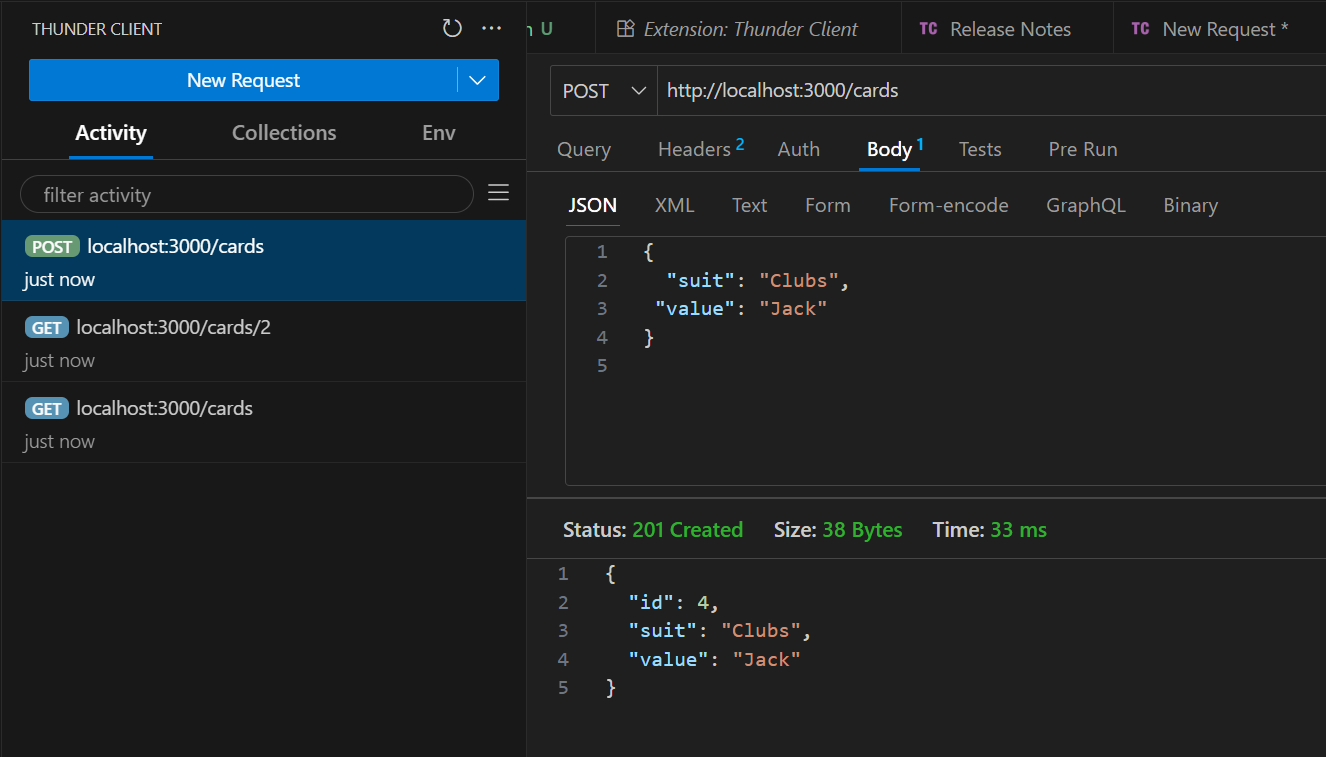 THUNDER CLIENT
New Request
Activity Collections Env
filter activity
POST localhost:3000/cards
just now
GET localhost:3000/cards/2
just now
GET localhost:3000/cards
just now
U Extension: Thunder Client TC Release Notes TC New Request *
POST http://localhost:3000/cards
Query Headers 2 Auth Body 1 Tests Pre Run
JSON XML Text Form Form-encode GraphQL Binary
1 {
2 "suit": "Clubs",
3 "value": "Jack"
4 }
5
Status: 201 Created Size: 38 Bytes Time: 33 ms
1 {
2 "id": 4,
3 "suit": "Clubs",
4 "value": "Jack"
5 }